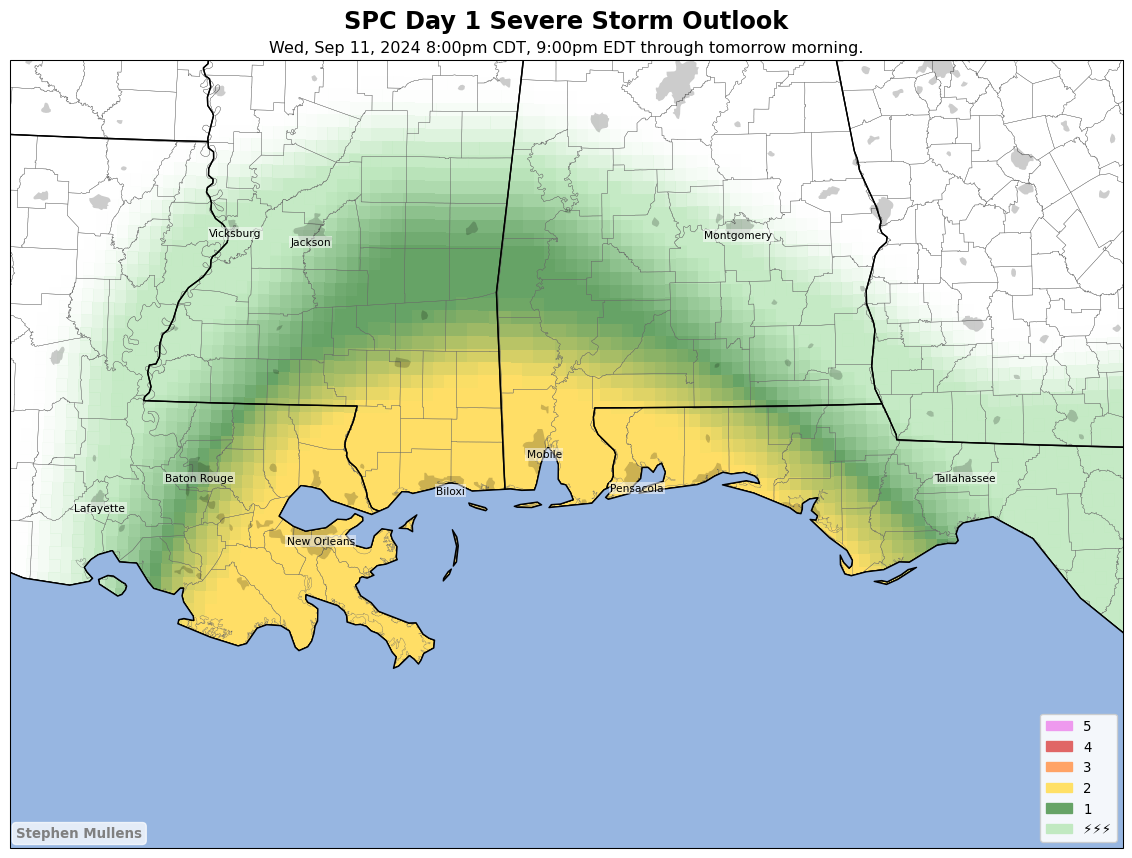 SPC Day 1 Severe Storm Outlook
Wed, Sep 11, 2024 8:00pm CDT, 9:00pm EDT through tomorrow morning.
Vicksburg
Jackson
Montgomery
Mobile
Baton Rouge
Tallahassee
Pensacola
Biloxi
Lafayette
New Orleans
5
4
3
2
1
⚡⚡⚡
Stephen Mullens